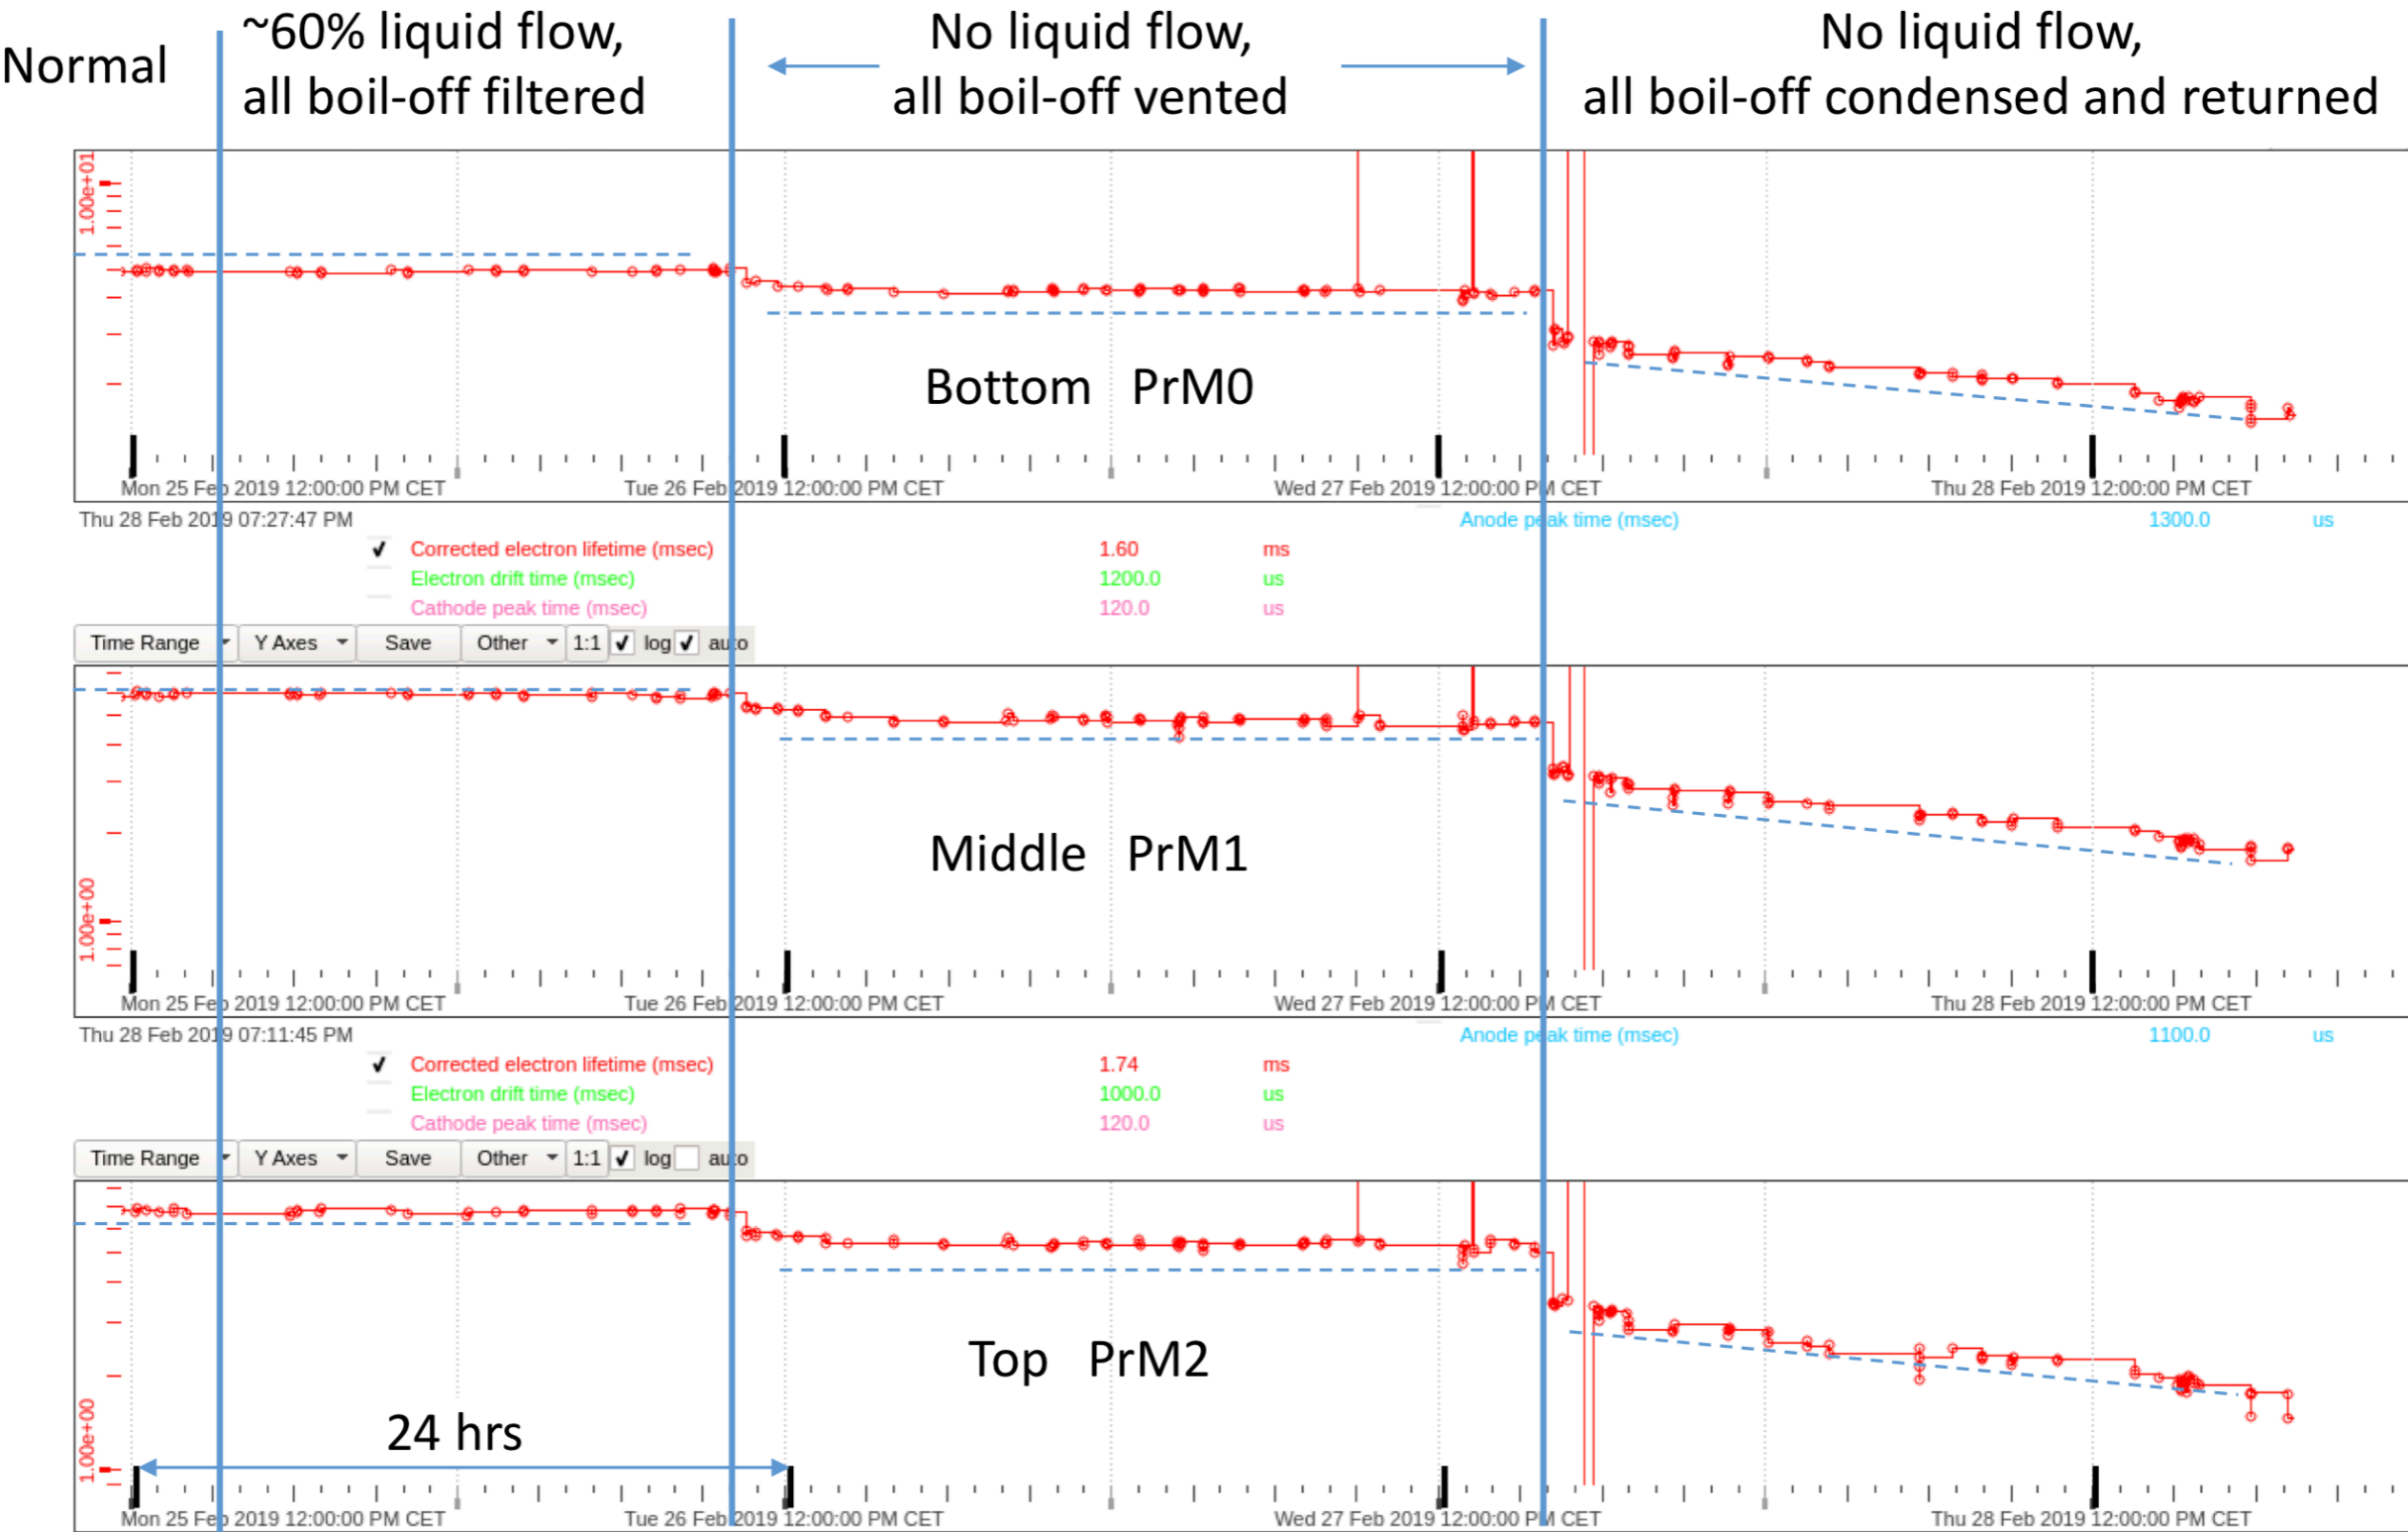 Normal
~60% liquid flow,
all boil-off filtered
No liquid flow,
all boil-off vented
No liquid flow,
all boil-off condensed and returned
1.00e+01
Bottom PrM0
Mon 25 Feb 2019 12:00:00 PM CET
Tue 26 Feb 2019 12:00:00 PM CET
Wed 27 Feb 2019 12:00:00 PM CET
Thu 28 Feb 2019 12:00:00 PM CET
Thu 28 Feb 2019 07:27:47 PM
Anode peak time (msec) 1300.0 us
Corrected electron lifetime (msec) 1.60 ms
Electron drift time (msec) 1200.0 us
Cathode peak time (msec) 120.0 us
Time Range Y Axes Save Other 1:1 log auto
Middle PrM1
1.00e+00
Mon 25 Feb 2019 12:00:00 PM CET
Tue 26 Feb 2019 12:00:00 PM CET
Wed 27 Feb 2019 12:00:00 PM CET
Thu 28 Feb 2019 12:00:00 PM CET
Thu 28 Feb 2019 07:11:45 PM
Anode peak time (msec) 1100.0 us
Corrected electron lifetime (msec) 1.74 ms
Electron drift time (msec) 1000.0 us
Cathode peak time (msec) 120.0 us
Time Range Y Axes Save Other 1:1 log auto
Top PrM2
24 hrs
1.00e+00
Mon 25 Feb 2019 12:00:00 PM CET
Tue 26 Feb 2019 12:00:00 PM CET
Wed 27 Feb 2019 12:00:00 PM CET
Thu 28 Feb 2019 12:00:00 PM CET